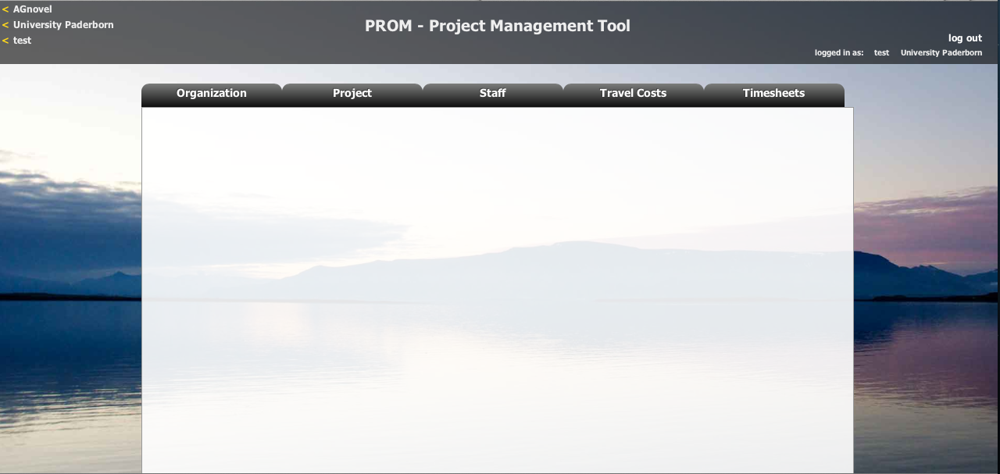 < AGnovel
< University Paderborn
< test
PROM - Project Management Tool
log out
logged in as: test University Paderborn
Organization Project Staff Travel Costs Timesheets